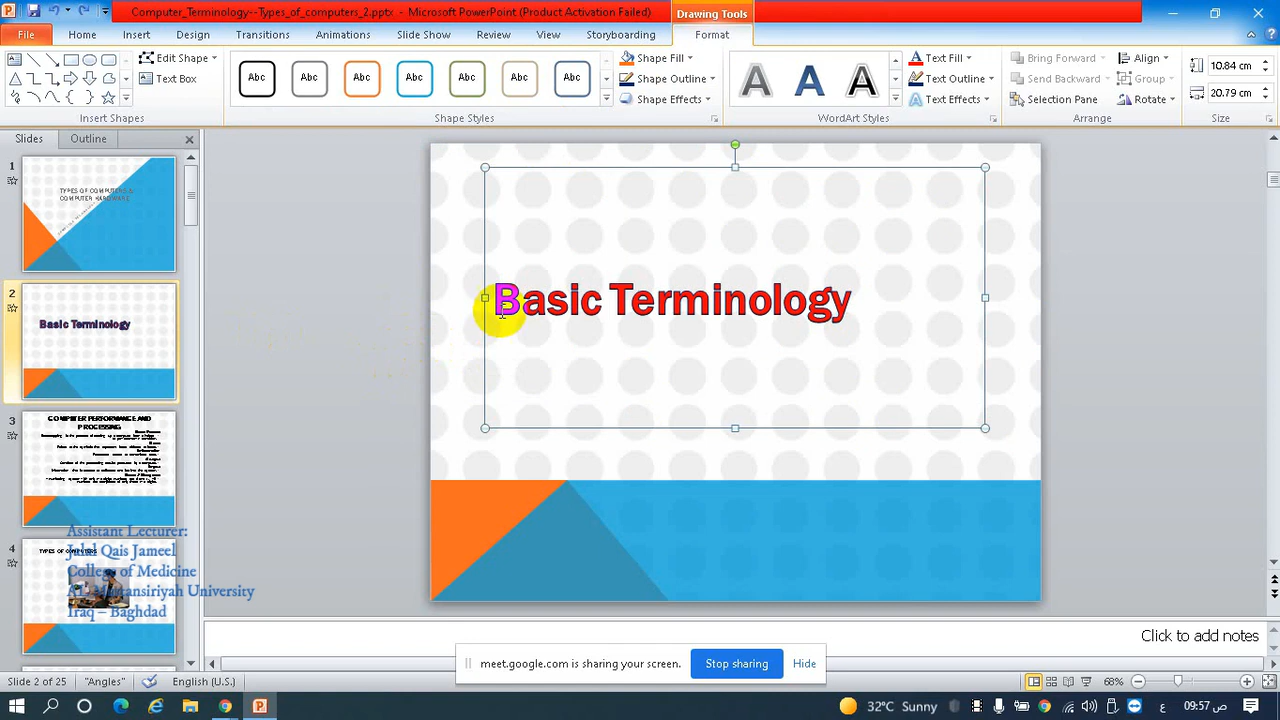 Computer_Terminology--Types_of_computers_2.pptx - Microsoft PowerPoint (Product Activation Failed)
Drawing Tools
File Home Insert Design Transitions Animations Slide Show Review View Storyboarding Format
Edit Shape
Text Box
Insert Shapes
Abc Abc Abc Abc Abc Abc Abc
Shape Fill
Shape Outline
Shape Effects
Shape Styles
A A A
Text Fill
Text Outline
Text Effects
WordArt Styles
Bring Forward
Send Backward
Selection Pane
Align
Group
Rotate
Arrange
10.84 cm
20.79 cm
Size
Slides Outline
1
TYPES OF COMPUTERS &
COMPUTER HARDWARE
2
Basic Terminology
3
COMPUTER PERFORMANCE AND
PROCESSING
4
TYPES OF COMPUTERS
Assistant Lecturer:
Jalal Qais Jameel
College of Medicine
AL-Mustansiriyah University
Iraq – Baghdad
Basic Terminology
Click to add notes
meet.google.com is sharing your screen.
Stop sharing
Hide
Slide 2 of 25 "Angles" English (U.S.) 68%
32°C Sunny ع 09:57 ص